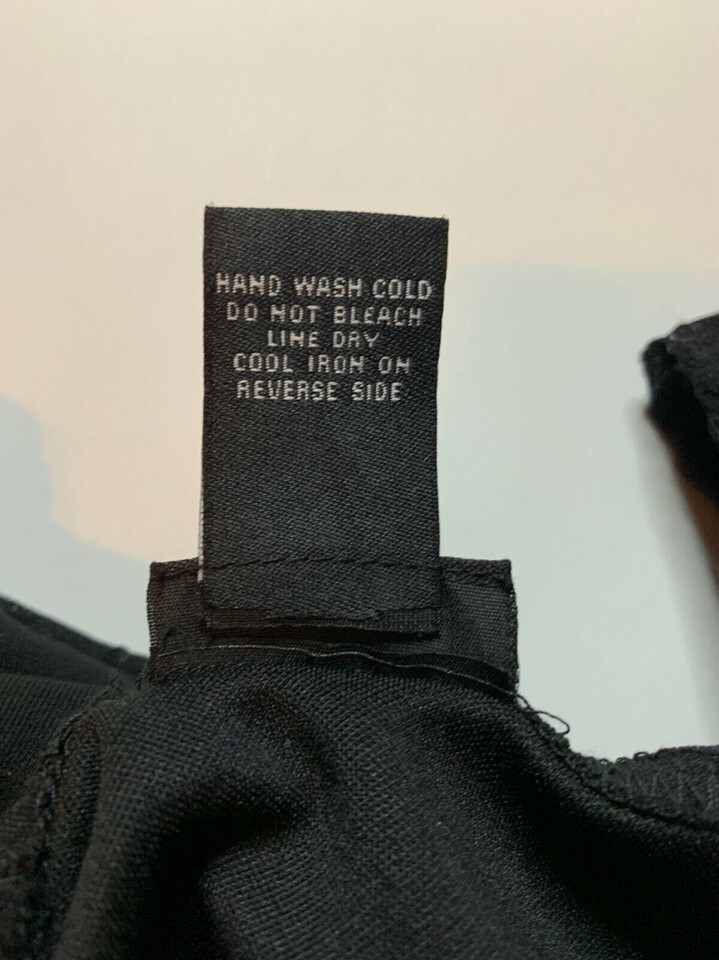 HAND WASH COLD
DO NOT BLEACH
LINE DRY
COOL IRON ON
REVERSE SIDE